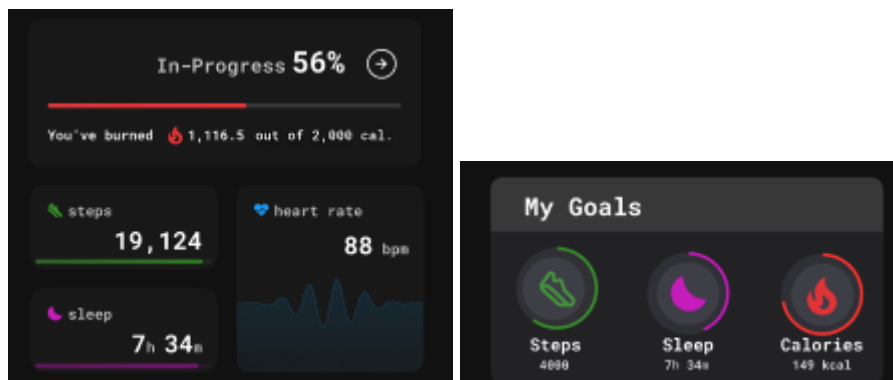 In-Progress 56%
You've burned 1,116.5 out of 2,000 cal.
steps
19,124
heart rate
88 bpm
sleep
7h 34m
My Goals
Steps
4000
Sleep
7h 34m
Calories
149 kcal